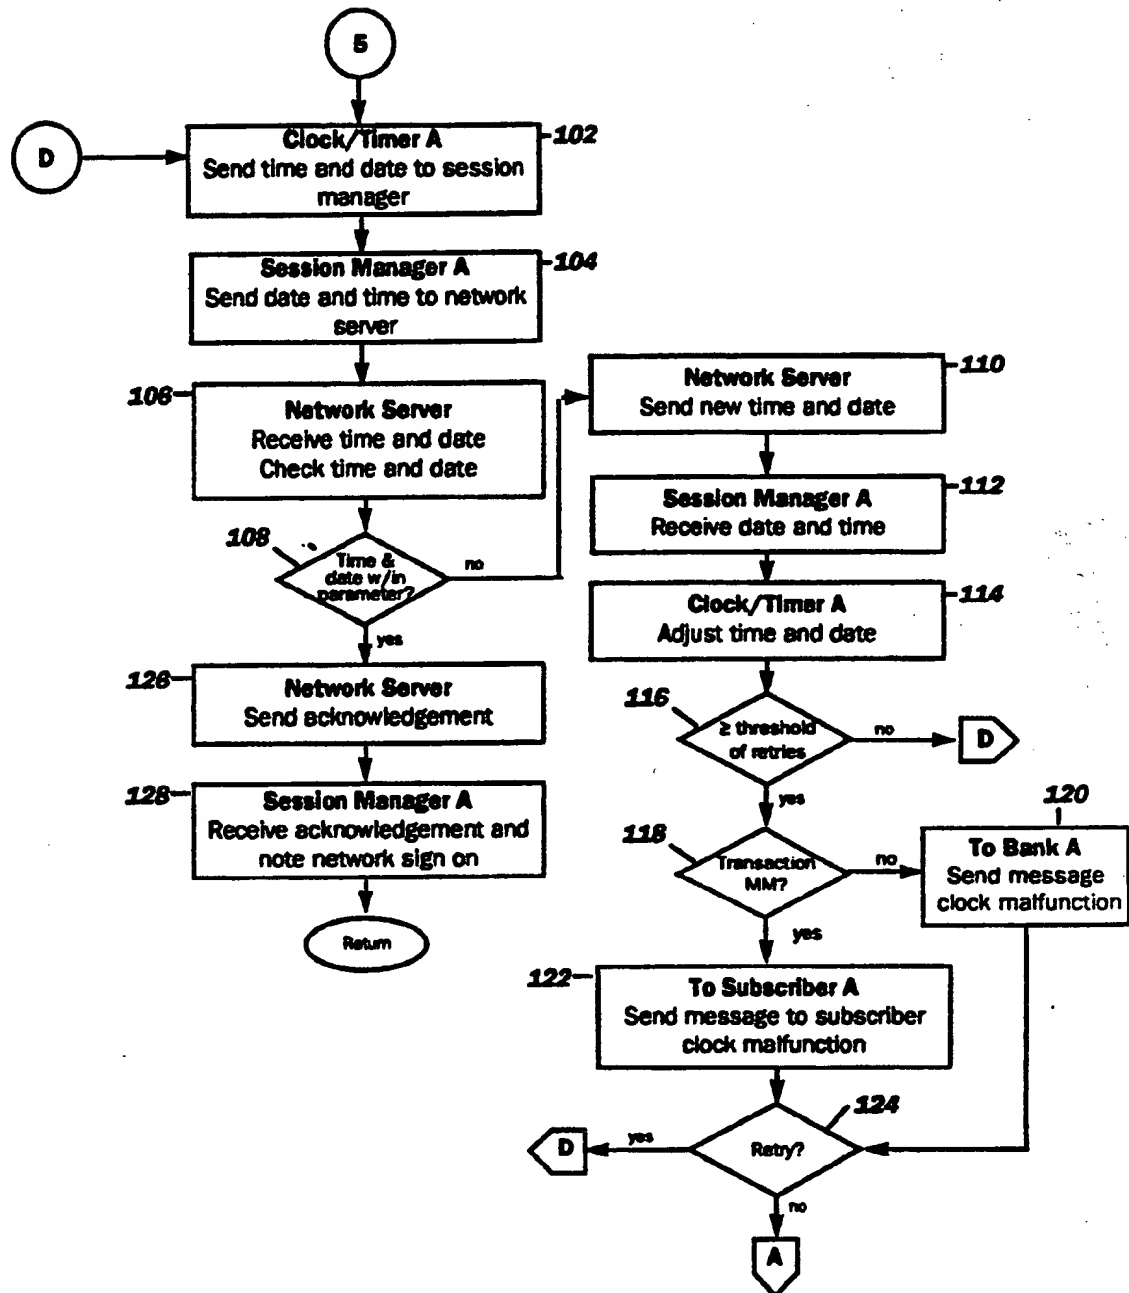 5
D
Clock/Timer A
Send time and date to session
manager
102
Session Manager A
Send date and time to network
server
104
106
Network Server
Receive time and date
Check time and date
108
Time &
date w/in
parameter?
no
yes
126
Network Server
Send acknowledgement
128
Session Manager A
Receive acknowledgement and
note network sign on
Return
110
Network Server
Send new time and date
112
Session Manager A
Receive date and time
114
Clock/Timer A
Adjust time and date
116
≥ threshold
of retries
no
D
yes
118
Transaction
MM?
no
120
To Bank A
Send message
clock malfunction
yes
122
To Subscriber A
Send message to subscriber
clock malfunction
124
Retry?
yes
D
no
A